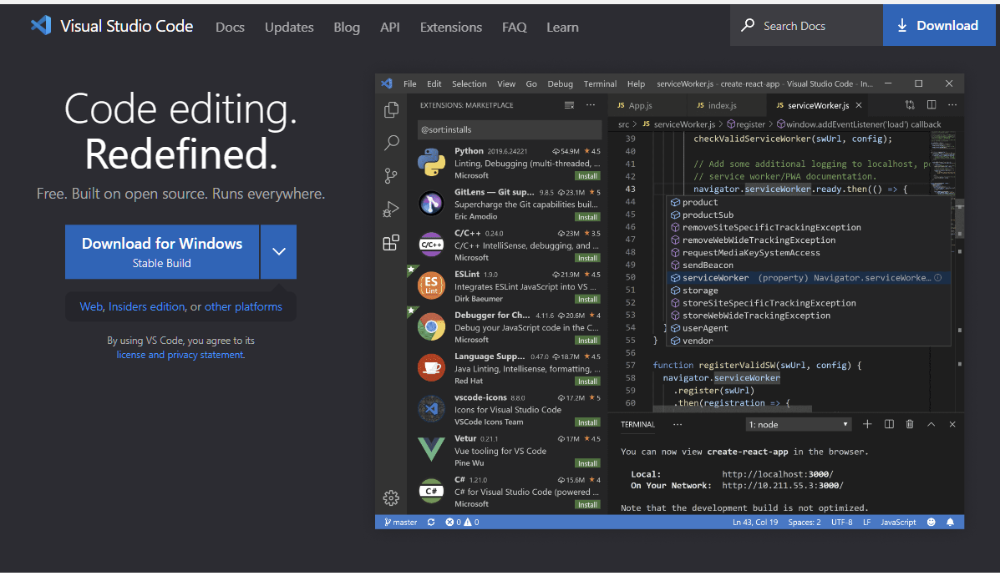 Visual Studio Code Docs Updates Blog API Extensions FAQ Learn Search Docs Download
Code editing.
Redefined.
Free. Built on open source. Runs everywhere.
Download for Windows
Stable Build
Web, Insiders edition, or other platforms
By using VS Code, you agree to its
license and privacy statement.
File Edit Selection View Go Debug Terminal Help serviceWorker.js - create-react-app - Visual Studio Code - In...
EXTENSIONS: MARKETPLACE
@sort:installs
Python 2019.6.24221 54.9M 4.5
Linting, Debugging (multi-threaded, ...
Microsoft Install
GitLens — Git sup... 9.8.5 23.1M 5
Supercharge the Git capabilities buil...
Eric Amodio Install
C/C++
C/C++ 0.24.0 23M 3.5
C/C++ IntelliSense, debugging, and ...
Microsoft Install
ES
Lint
ESLint 1.9.0 21.9M 4.5
Integrates ESLint JavaScript into VS ...
Dirk Baeumer Install
Debugger for Ch... 4.11.6 20.6M 4
Debug your JavaScript code in the C...
Microsoft Install
Language Supp... 0.47.0 18.7M 4.5
Java Linting, Intellisense, formatting, ...
Red Hat Install
vscode-icons 8.8.0 17.2M 5
Icons for Visual Studio Code
VSCode Icons Team Install
Vetur 0.21.1 17M 4.5
Vue tooling for VS Code
Pine Wu Install
C#
C# 1.21.0 15.6M 4
C# for Visual Studio Code (powered ...
Microsoft Install
JS App.js JS index.js JS serviceWorker.js
src > JS serviceWorker.js > register > window.addEventListener('load') callback
39 checkValidServiceWorker(swUrl, config);
40
41 // Add some additional logging to localhost, po
42 // service worker/PWA documentation.
43 navigator.serviceWorker.ready.then(() => {
44 product
45 productSub
46 removeSiteSpecificTrackingException
47 removeWebWideTrackingException
48 requestMediaKeySystemAccess
49 sendBeacon
50 serviceWorker (property) Navigator.serviceWorke...
51 storage
52 storeSiteSpecificTrackingException
53 storeWebWideTrackingException
54 } userAgent
55 } vendor
56
57 function registerValidSW(swUrl, config) {
58 navigator.serviceWorker
59 .register(swUrl)
60 .then(registration => {
TERMINAL ... 1: node
You can now view create-react-app in the browser.
Local: http://localhost:3000/
On Your Network: http://10.211.55.3:3000/
Note that the development build is not optimized.
master 0 0 Ln 43, Col 19 Spaces: 2 UTF-8 LF JavaScript